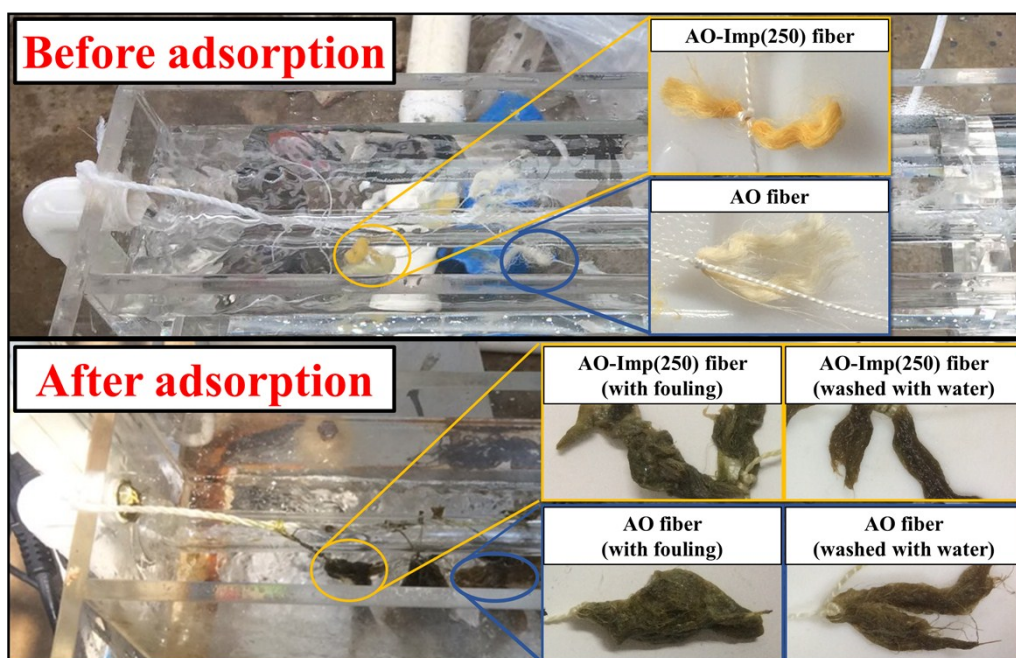 Before adsorption
AO-Imp(250) fiber
AO fiber
After adsorption
AO-Imp(250) fiber
(with fouling)
AO-Imp(250) fiber
(washed with water)
AO fiber
(with fouling)
AO fiber
(washed with water)